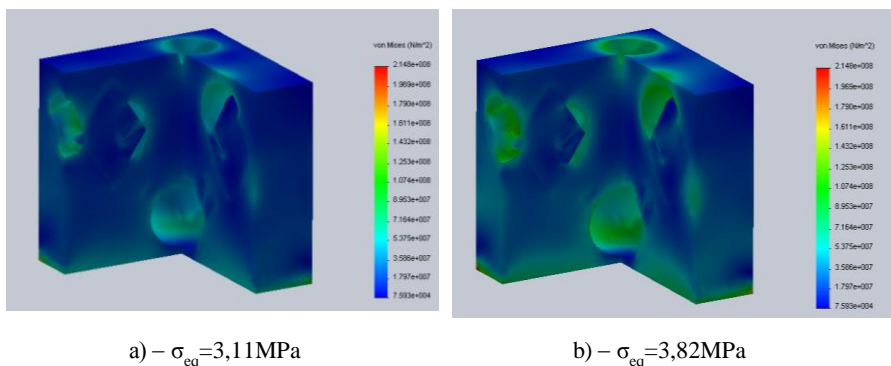 von Mises (N/m^2)
2.148e+008
1.969e+008
1.790e+008
1.611e+008
1.432e+008
1.253e+008
1.074e+008
8.953e+007
7.164e+007
5.375e+007
3.586e+007
1.797e+007
7.593e+004
von Mises (N/m^2)
2.148e+008
1.969e+008
1.790e+008
1.611e+008
1.432e+008
1.253e+008
1.074e+008
8.953e+007
7.164e+007
5.375e+007
3.586e+007
1.797e+007
7.593e+004
a) – σeq=3,11MPa
b) – σeq=3,82MPa